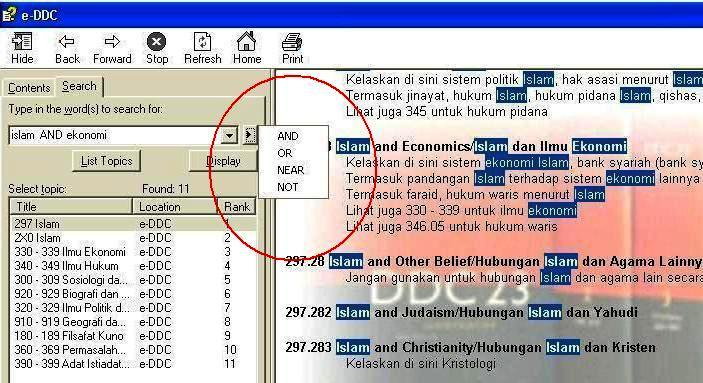 e-DDC
Hide Back Forward Stop Refresh Home Print
Contents Search
Type in the word(s) to search for:
islam AND ekonomi
AND
OR
NEAR
NOT
List Topics Display
Select topic: Found: 11
Title Location Rank
297 Islam e-DDC 1
2X0 Islam e-DDC 2
330 - 339 Ilmu Ekonomi e-DDC 3
340 - 349 Ilmu Hukum e-DDC 4
300 - 309 Sosiologi da... e-DDC 5
920 - 929 Biografi dan ... e-DDC 6
320 - 329 Ilmu Politik d... e-DDC 7
910 - 919 Geografi da... e-DDC 8
180 - 189 Filsafat Kuno e-DDC 9
360 - 369 Permasalah... e-DDC 10
390 - 399 Adat Istiadat... e-DDC 11
Kelaskan di sini sistem politik Islam, hak asasi menurut Islam
Termasuk jinayat, hukum Islam, hukum pidana Islam, qishas,
Lihat juga 345 untuk hukum pidana
Islam and Economics/Islam dan Ilmu Ekonomi
Kelaskan di sini sistem ekonomi Islam, bank syariah (bank sy
Termasuk pandangan Islam terhadap sistem ekonomi lainnya
Termasuk faraid, hukum waris menurut Islam
Lihat juga 330 - 339 untuk ilmu ekonomi
Lihat juga 346.05 untuk hukum waris
297.28 Islam and Other Belief/Hubungan Islam dan Agama Lainny
Jangan gunakan untuk hubungan Islam dan agama lain secara
DDC 23
297.282 Islam and Judaism/Hubungan Islam dan Yahudi
297.283 Islam and Christianity/Hubungan Islam dan Kristen
Kelaskan di sini Kristologi